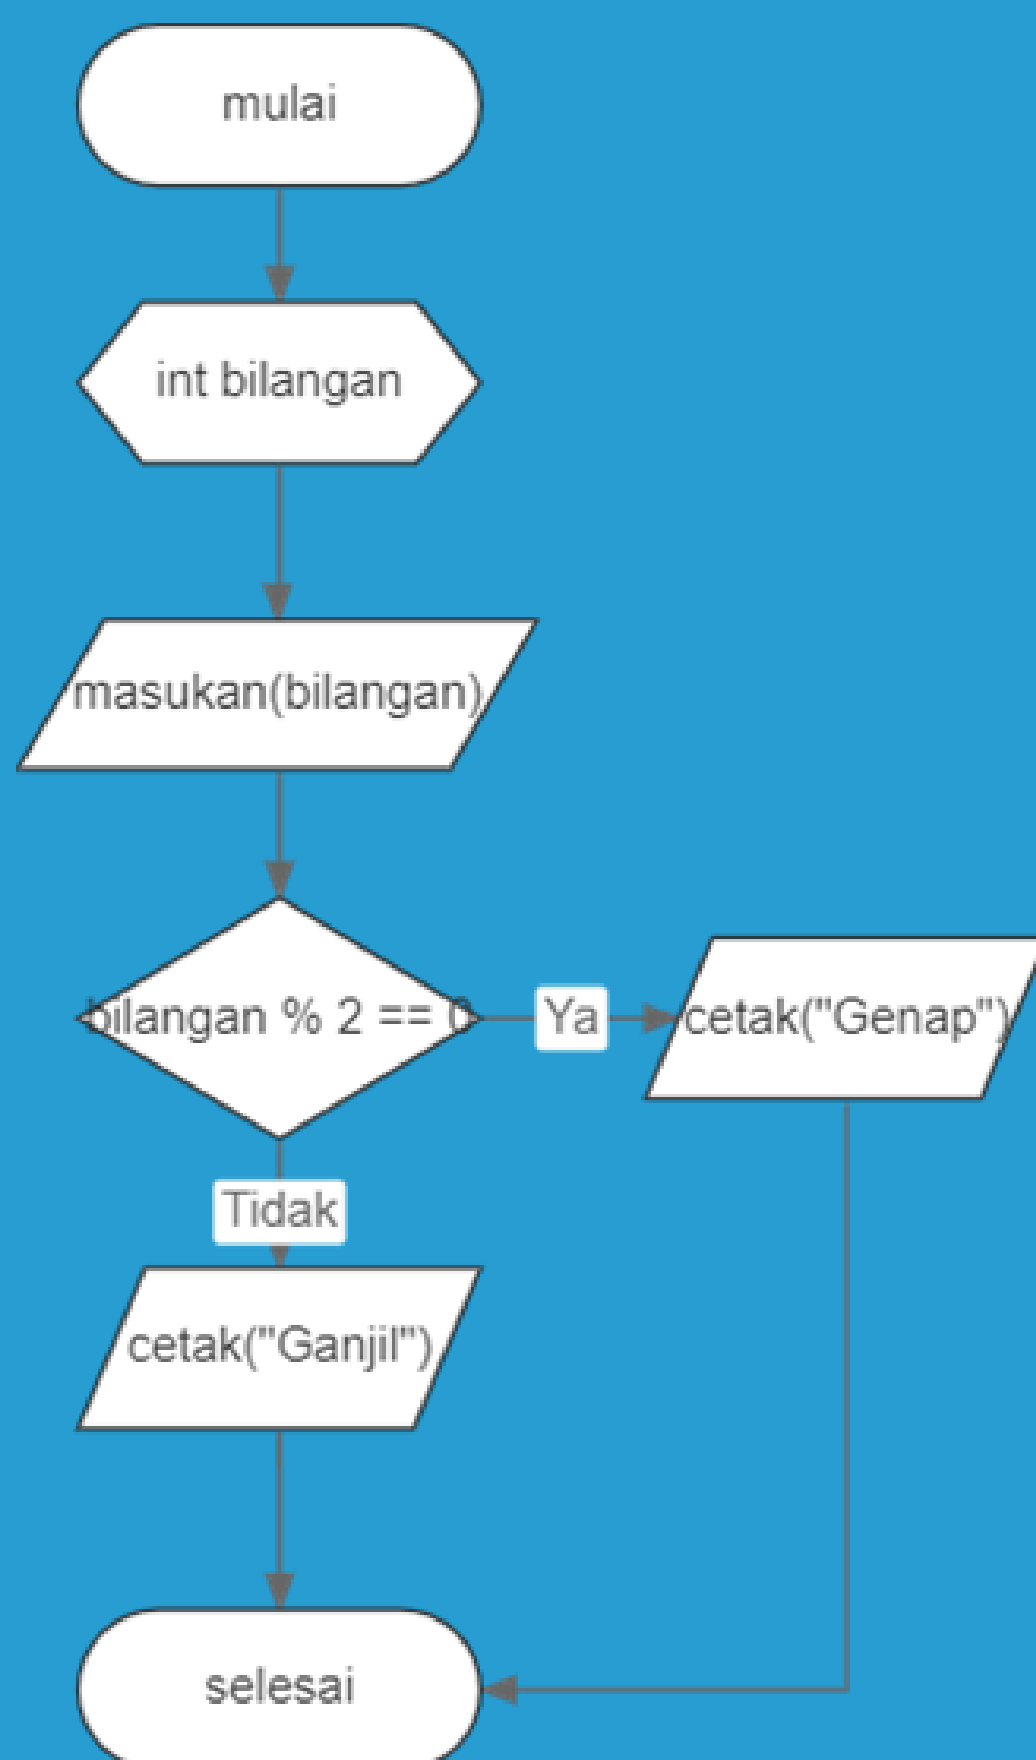 mulai
int bilangan
masukan(bilangan)
bilangan % 2 == 0
Ya
cetak("Genap")
Tidak
cetak("Ganjil")
selesai